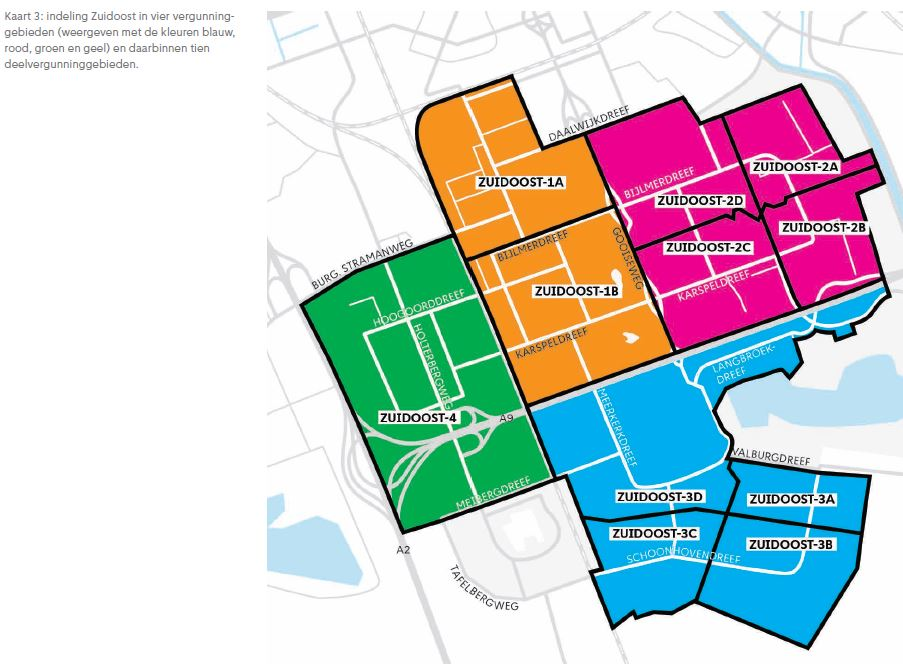 Kaart 3: indeling Zuidoost in vier vergunning-
gebieden (weergeven met de kleuren blauw,
rood, groen en geel) en daarbinnen tien
deelvergunninggebieden.
DAALWIJKDREEF
ZUIDOOST-2A
ZUIDOOST-1A
BIJLMERDREEF
ZUIDOOST-2D
ZUIDOOST-2B
BURG. STRAMANWEG
BIJLMERDREEF
GOOISEWEG
ZUIDOOST-2C
KARSPELDREEF
ZUIDOOST-1B
HOOGOORDDREEF
HOLTERBERGWEG
KARSPELDREEF
LANGBROEK-
DREEF
MEERKERKDREEF
ZUIDOOST-4
A9
VALBURGDREEF
MEIBERGDREEF
ZUIDOOST-3D
ZUIDOOST-3A
ZUIDOOST-3C
ZUIDOOST-3B
SCHOONHOVENDREEF
A2
TAFELBERGWEG